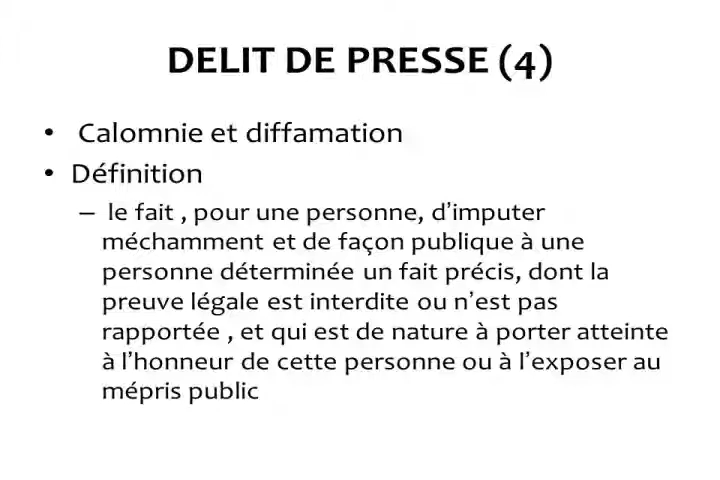 DELIT DE PRESSE (4)
• Calomnie et diffamation
• Définition
– le fait , pour une personne, d’imputer
méchamment et de façon publique à une
personne déterminée un fait précis, dont la
preuve légale est interdite ou n’est pas
rapportée , et qui est de nature à porter atteinte
à l’honneur de cette personne ou à l’exposer au
mépris public